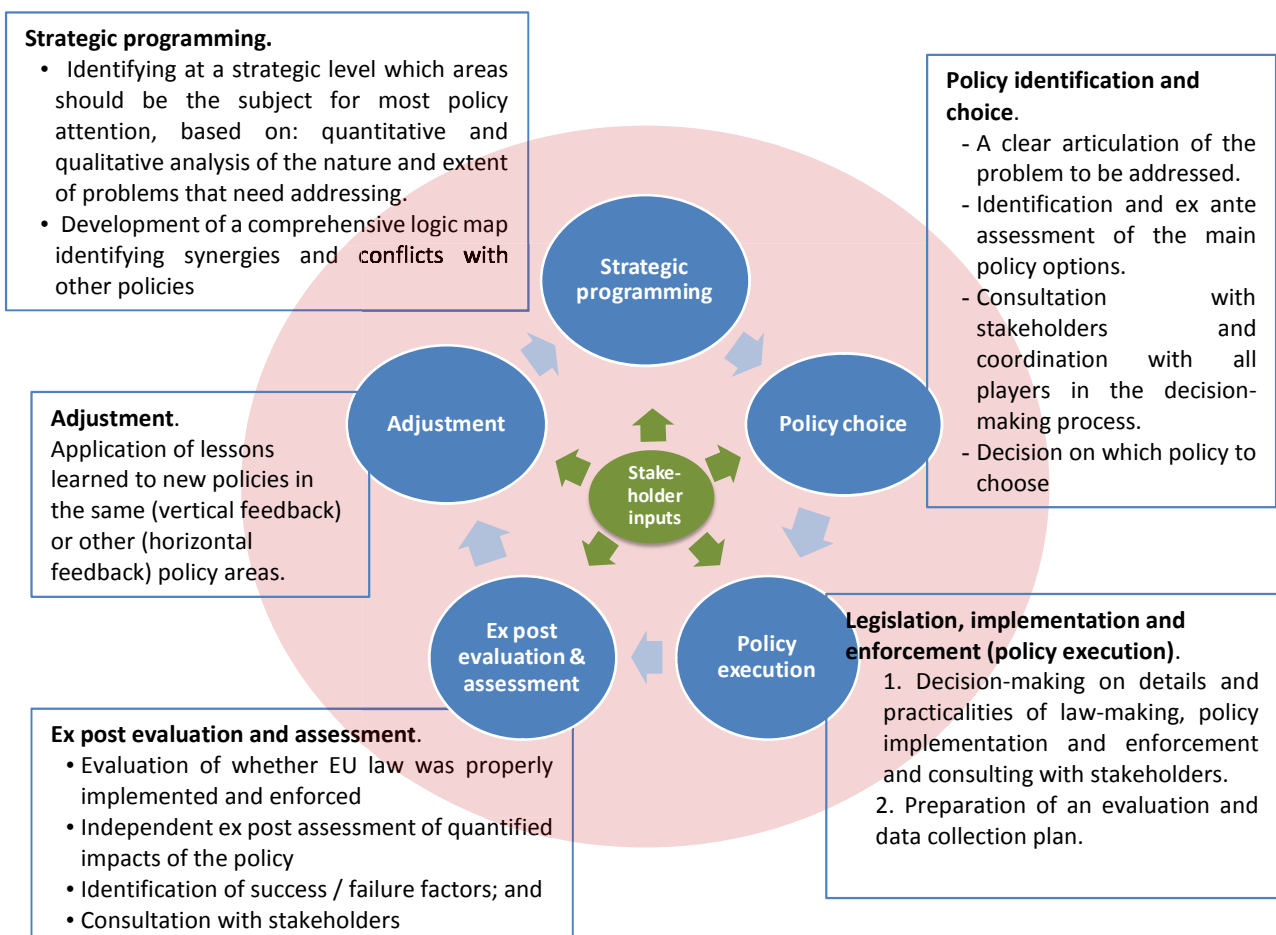 Strategic programming.
• Identifying at a strategic level which areas
should be the subject for most policy
attention, based on: quantitative and
qualitative analysis of the nature and extent
of problems that need addressing.
• Development of a comprehensive logic map
identifying synergies and conflicts with
other policies
Policy identification and
choice.
- A clear articulation of the
problem to be addressed.
- Identification and ex ante
assessment of the main
policy options.
- Consultation with
stakeholders and
coordination with all
players in the decision-
making process.
- Decision on which policy to
choose
Strategic
programming
Adjustment
Policy choice
Stake-
holder
inputs
Ex post
evaluation &
assessment
Policy
execution
Adjustment.
Application of lessons
learned to new policies in
the same (vertical feedback)
or other (horizontal
feedback) policy areas.
Legislation, implementation and
enforcement (policy execution).
1. Decision-making on details and
practicalities of law-making, policy
implementation and enforcement
and consulting with stakeholders.
2. Preparation of an evaluation and
data collection plan.
Ex post evaluation and assessment.
• Evaluation of whether EU law was properly
implemented and enforced
• Independent ex post assessment of quantified
impacts of the policy
• Identification of success / failure factors; and
• Consultation with stakeholders